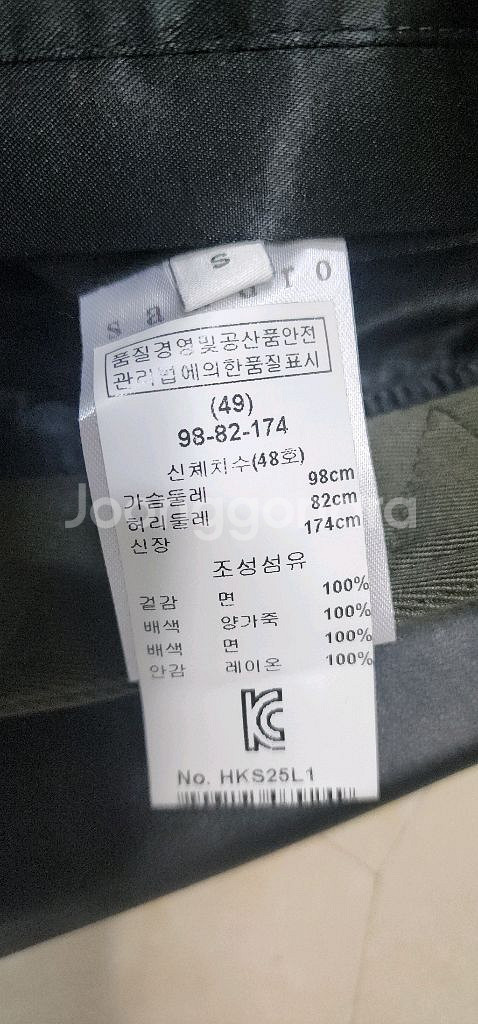 s
sandro
품질경영및공산품안전
관리법에의한품질표시
(49)
98-82-174
신체치수(48호)
가슴둘레 98cm
허리둘레 82cm
신장 174cm
Joonggonara
조성섬유
겉감 면 100%
배색 양가죽 100%
배색 면 100%
안감 레이온 100%
KC
No. HKS25L1